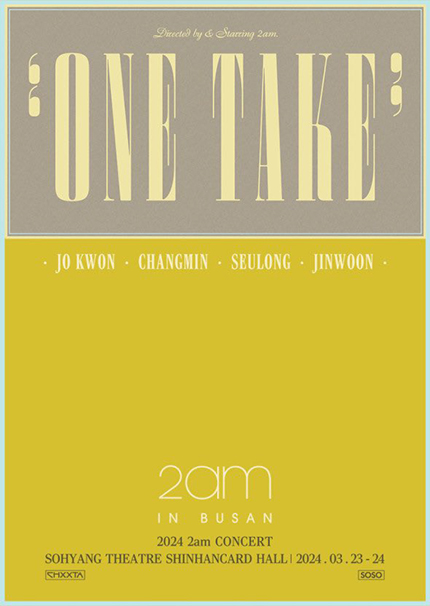 Directed by & Starring 2am.
‘ONE TAKE’
· JO KWON · CHANGMIN · SEULONG · JINWOON ·
2am
IN BUSAN
2024 2am CONCERT
SOHYANG THEATRE SHINHANCARD HALL | 2024 . 03 . 23 - 24
SOSO